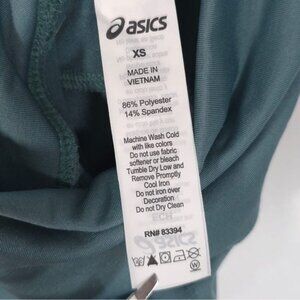 asics
XS
MADE IN
VIETNAM
86% Polyester
14% Spandex
Machine Wash Cold
with like colors
Do not use fabric
softener or bleach
Tumble Dry Low and
Remove Promptly
Cool Iron
Do not Iron over
Decoration
Do not Dry Clean
RN# 83394